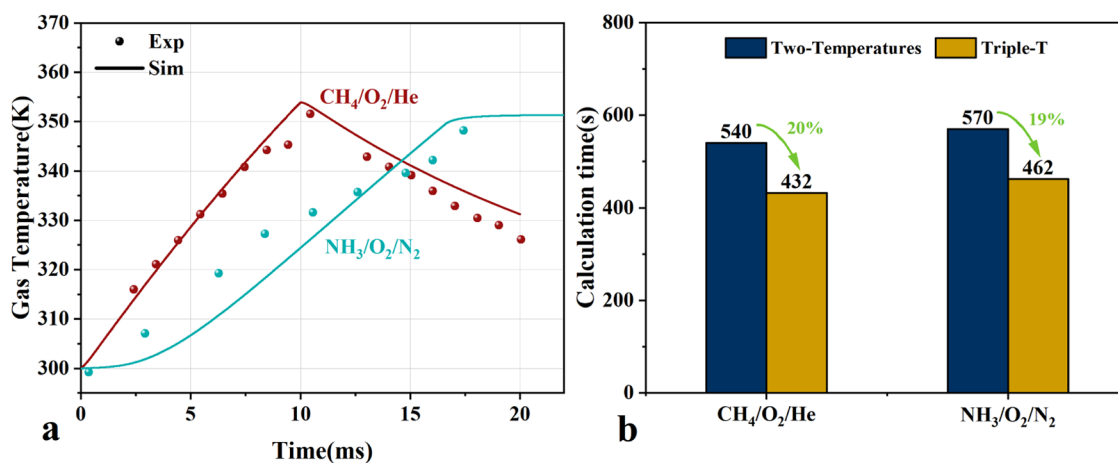 370
360
350
340
330
320
310
300
Gas Temperature(K)
Exp
Sim
CH₄/O₂/He
NH₃/O₂/N₂
0
5
10
15
20
Time(ms)
a
800
600
400
200
0
Calculation time(s)
Two-Temperatures
Triple-T
540
20%
432
570
19%
462
CH₄/O₂/He
NH₃/O₂/N₂
b